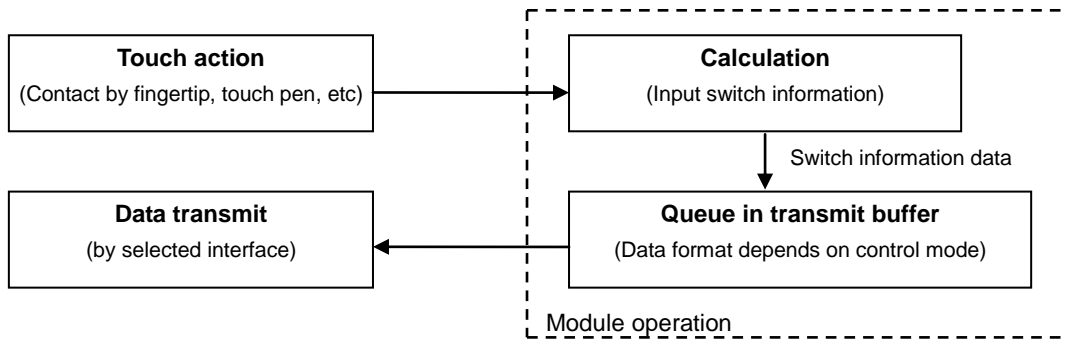 Touch action
(Contact by fingertip, touch pen, etc)
Calculation
(Input switch information)
Switch information data
Queue in transmit buffer
(Data format depends on control mode)
Data transmit
(by selected interface)
Module operation